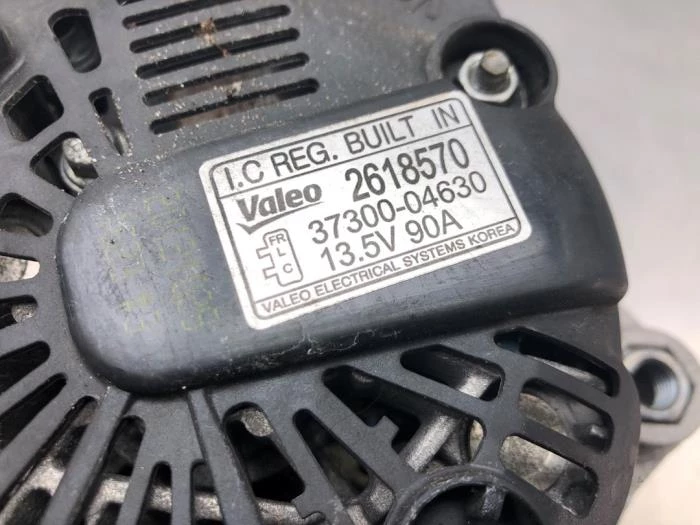 I.C REG. BUILT IN
Valeo 2618570
37300-04630
13.5V 90A
FR
L
C
VALEO ELECTRICAL SYSTEMS KOREA